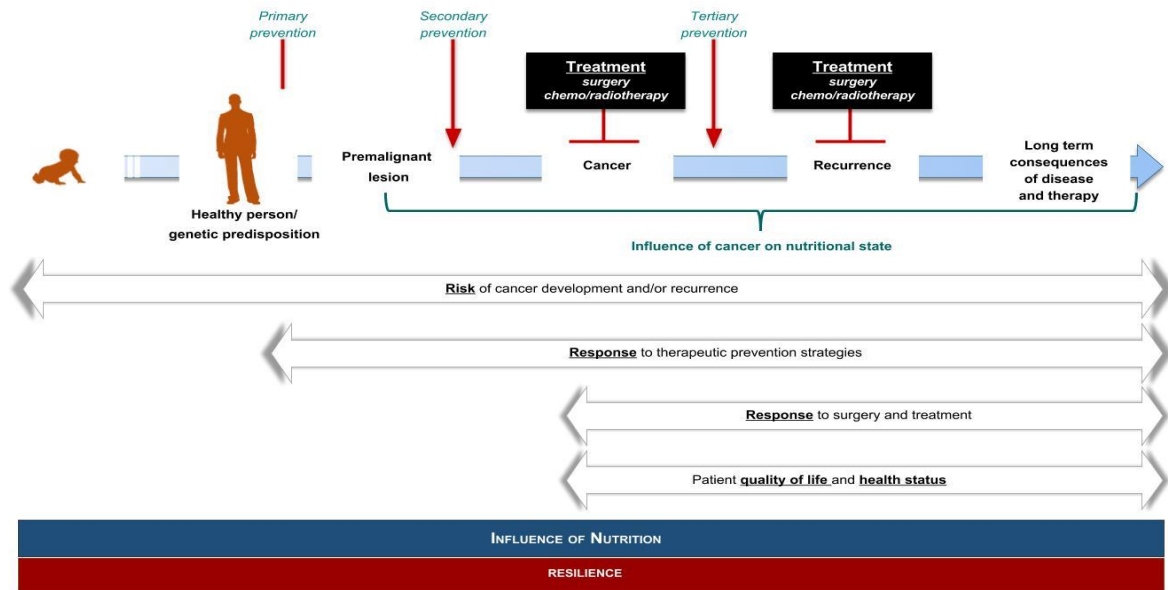 Primary
prevention
Secondary
prevention
Tertiary
prevention
Treatment
surgery
chemo/radiotherapy
Treatment
surgery
chemo/radiotherapy
Healthy person/
genetic predisposition
Premalignant
lesion
Cancer
Recurrence
Long term
consequences
of disease
and therapy
Influence of cancer on nutritional state
Risk of cancer development and/or recurrence
Response to therapeutic prevention strategies
Response to surgery and treatment
Patient quality of life and health status
INFLUENCE OF NUTRITION
RESILIENCE